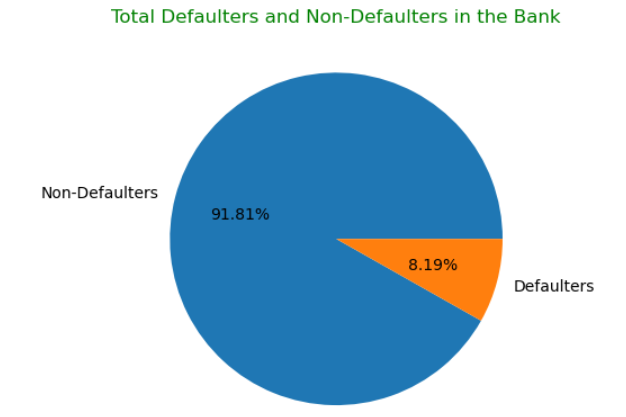 Total Defaulters and Non-Defaulters in the Bank
Non-Defaulters
91.81%
8.19%
Defaulters